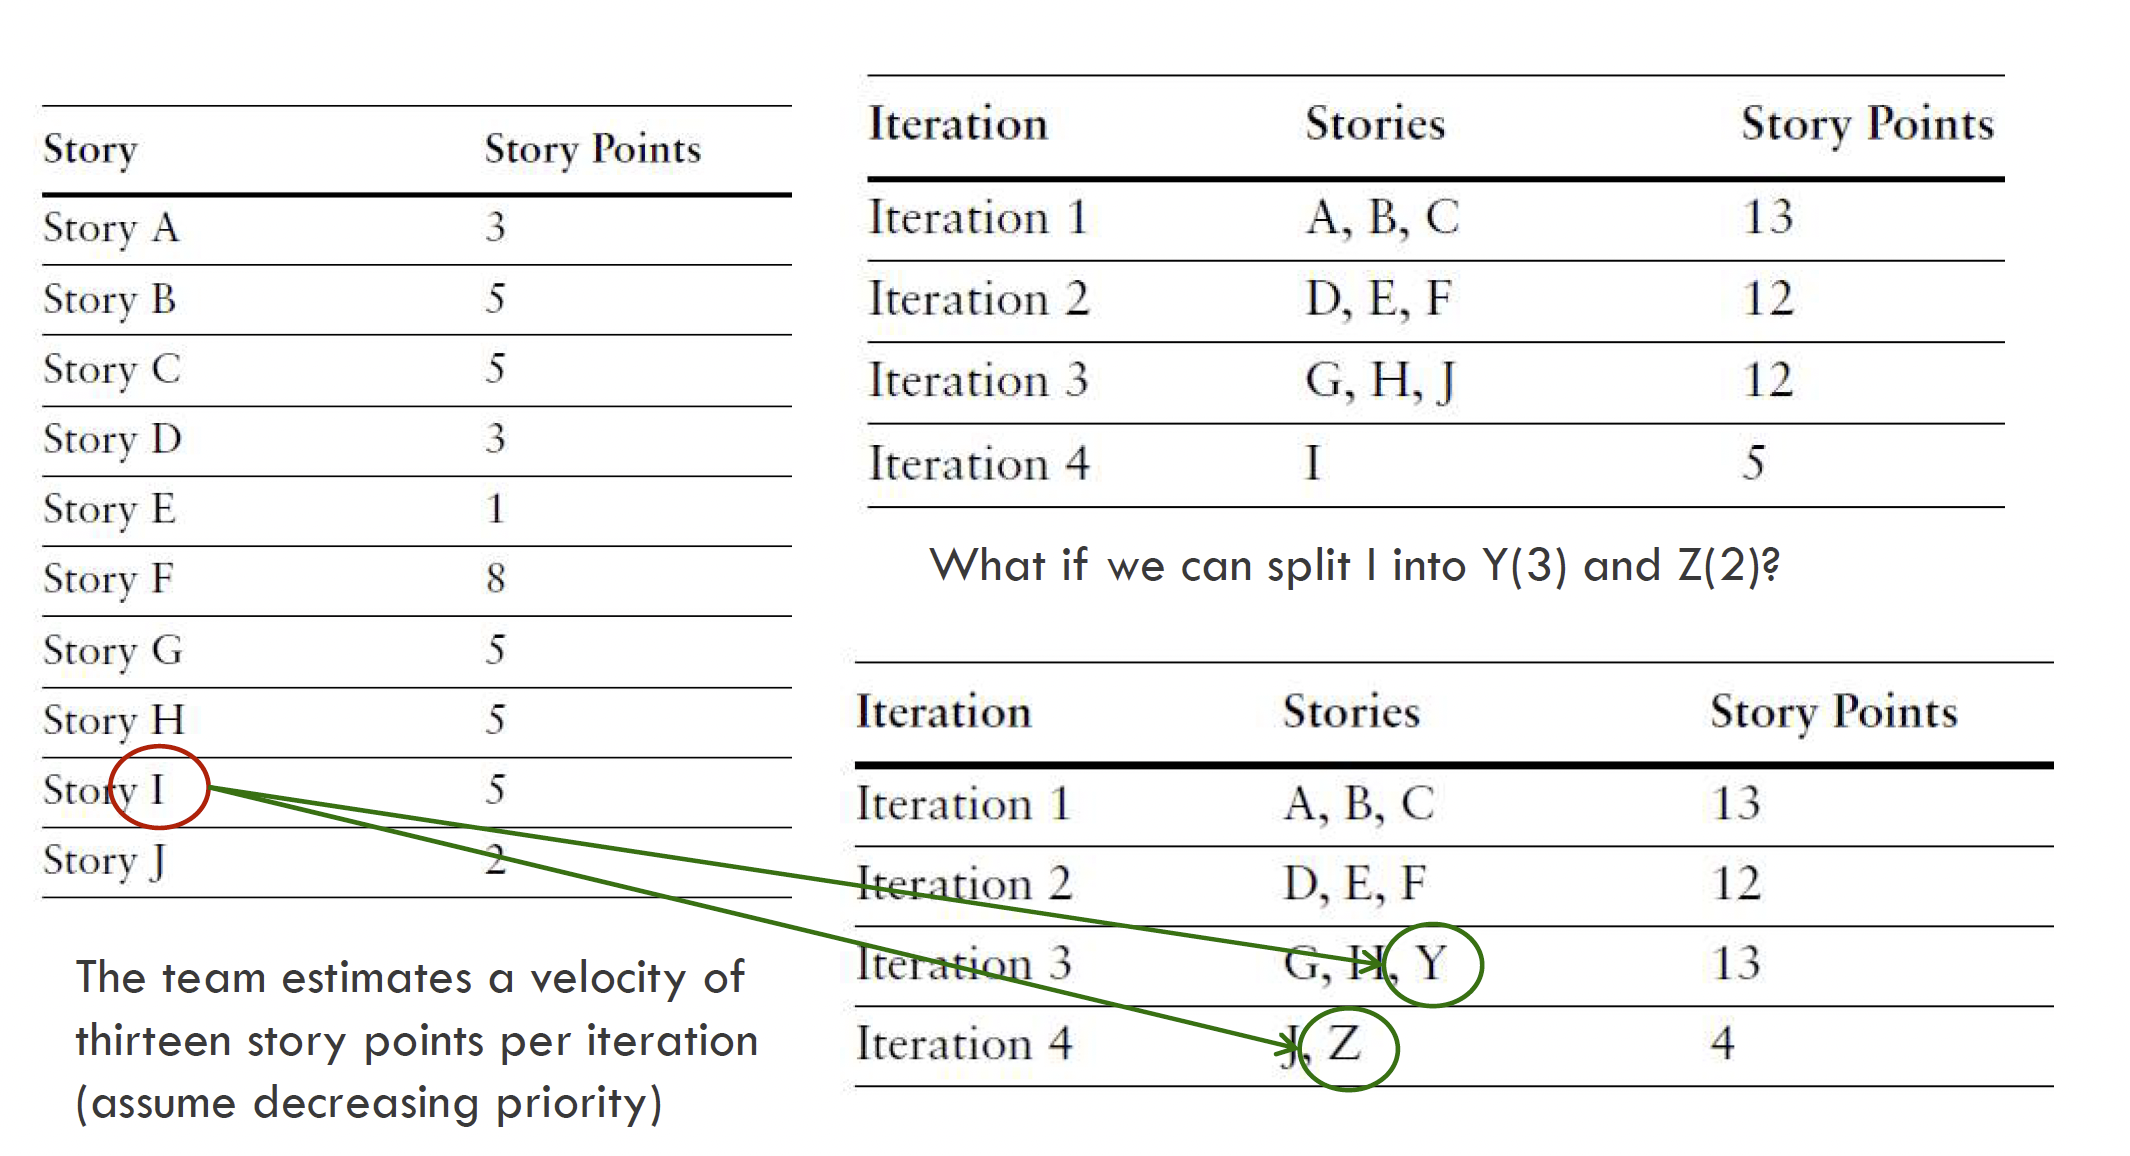 Story Story Points
Story A 3
Story B 5
Story C 5
Story D 3
Story E 1
Story F 8
Story G 5
Story H 5
Story I 5
Story J 2
The team estimates a velocity of
thirteen story points per iteration
(assume decreasing priority)
Iteration Stories Story Points
Iteration 1 A, B, C 13
Iteration 2 D, E, F 12
Iteration 3 G, H, J 12
Iteration 4 I 5
What if we can split I into Y(3) and Z(2)?
Iteration Stories Story Points
Iteration 1 A, B, C 13
Iteration 2 D, E, F 12
Iteration 3 G, H, Y 13
Iteration 4 J, Z 4